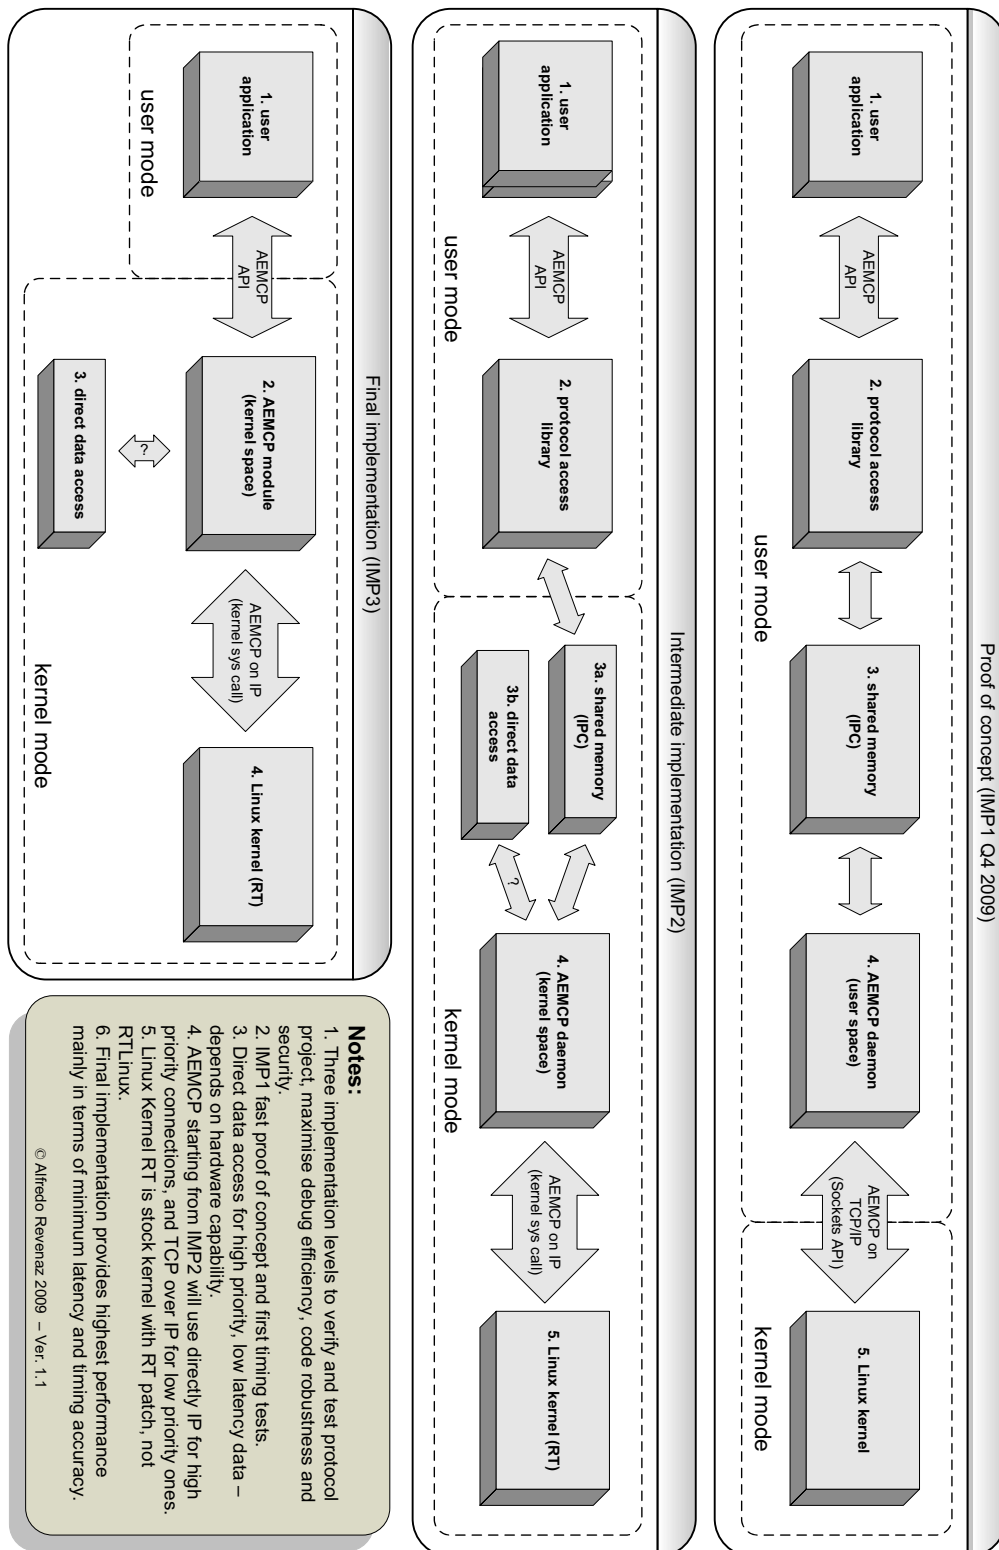 Proof of concept (IMP1 Q4 2009)
1. user
application
AEMCP
API
2. protocol access
library
3. shared memory
(IPC)
4. AEMCP daemon
(user space)
AEMCP on
TCP/IP
(Sockets API)
5. Linux kernel
user mode
kernel mode
Intermediate implementation (IMP2)
1. user
application
AEMCP
API
2. protocol access
library
3a. shared memory
(IPC)
3b. direct data
access
?
4. AEMCP daemon
(kernel space)
AEMCP on IP
(kernel sys call)
5. Linux kernel (RT)
user mode
kernel mode
Final implementation (IMP3)
1. user
application
AEMCP
API
2. AEMCP module
(kernel space)
?
3. direct data access
AEMCP on IP
(kernel sys call)
4. Linux kernel (RT)
user mode
kernel mode
Notes:
1. Three implementation levels to verify and test protocol
project, maximise debug efficiency, code robustness and
security.
2. IMP1 fast proof of concept and first timing tests.
3. Direct data access for high priority, low latency data –
depends on hardware capability.
4. AEMCP starting from IMP2 will use directly IP for high
priority connections, and TCP over IP for low priority ones.
5. Linux Kernel RT is stock kernel with RT patch, not
RTLinux.
6. Final implementation provides highest performance
mainly in terms of minimum latency and timing accuracy.
© Alfredo Revenaz 2009 – Ver. 1.1